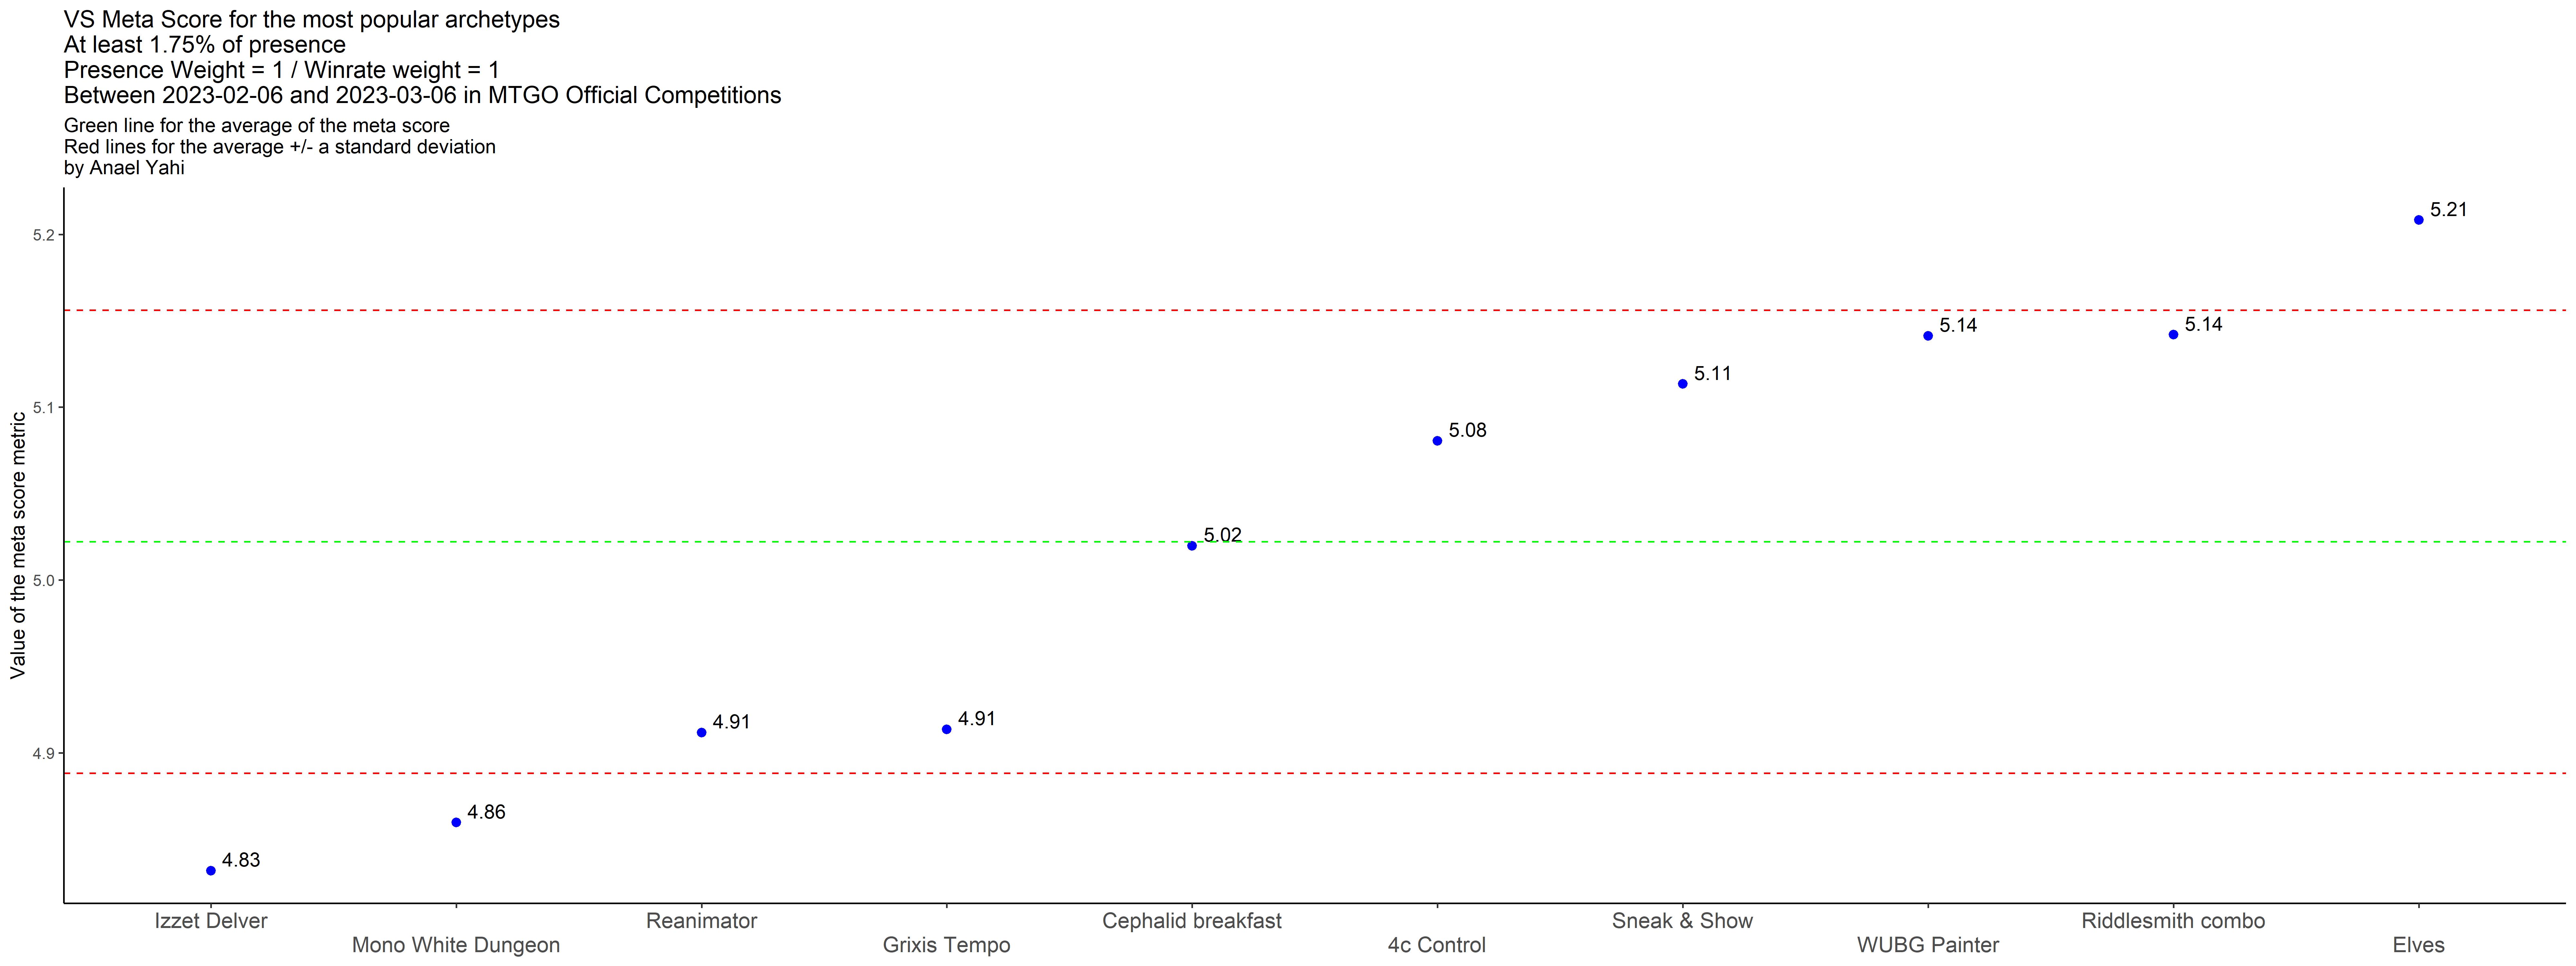 VS Meta Score for the most popular archetypes
At least 1.75% of presence
Presence Weight = 1 / Winrate weight = 1
Between 2023-02-06 and 2023-03-06 in MTGO Official Competitions
Green line for the average of the meta score
Red lines for the average +/- a standard deviation
by Anael Yahi
Value of the meta score metric
5.2
5.1
5.0
4.9
4.83
4.86
4.91
4.91
5.02
5.08
5.11
5.14
5.14
5.21
Izzet Delver
Mono White Dungeon
Reanimator
Grixis Tempo
Cephalid breakfast
4c Control
Sneak & Show
WUBG Painter
Riddlesmith combo
Elves